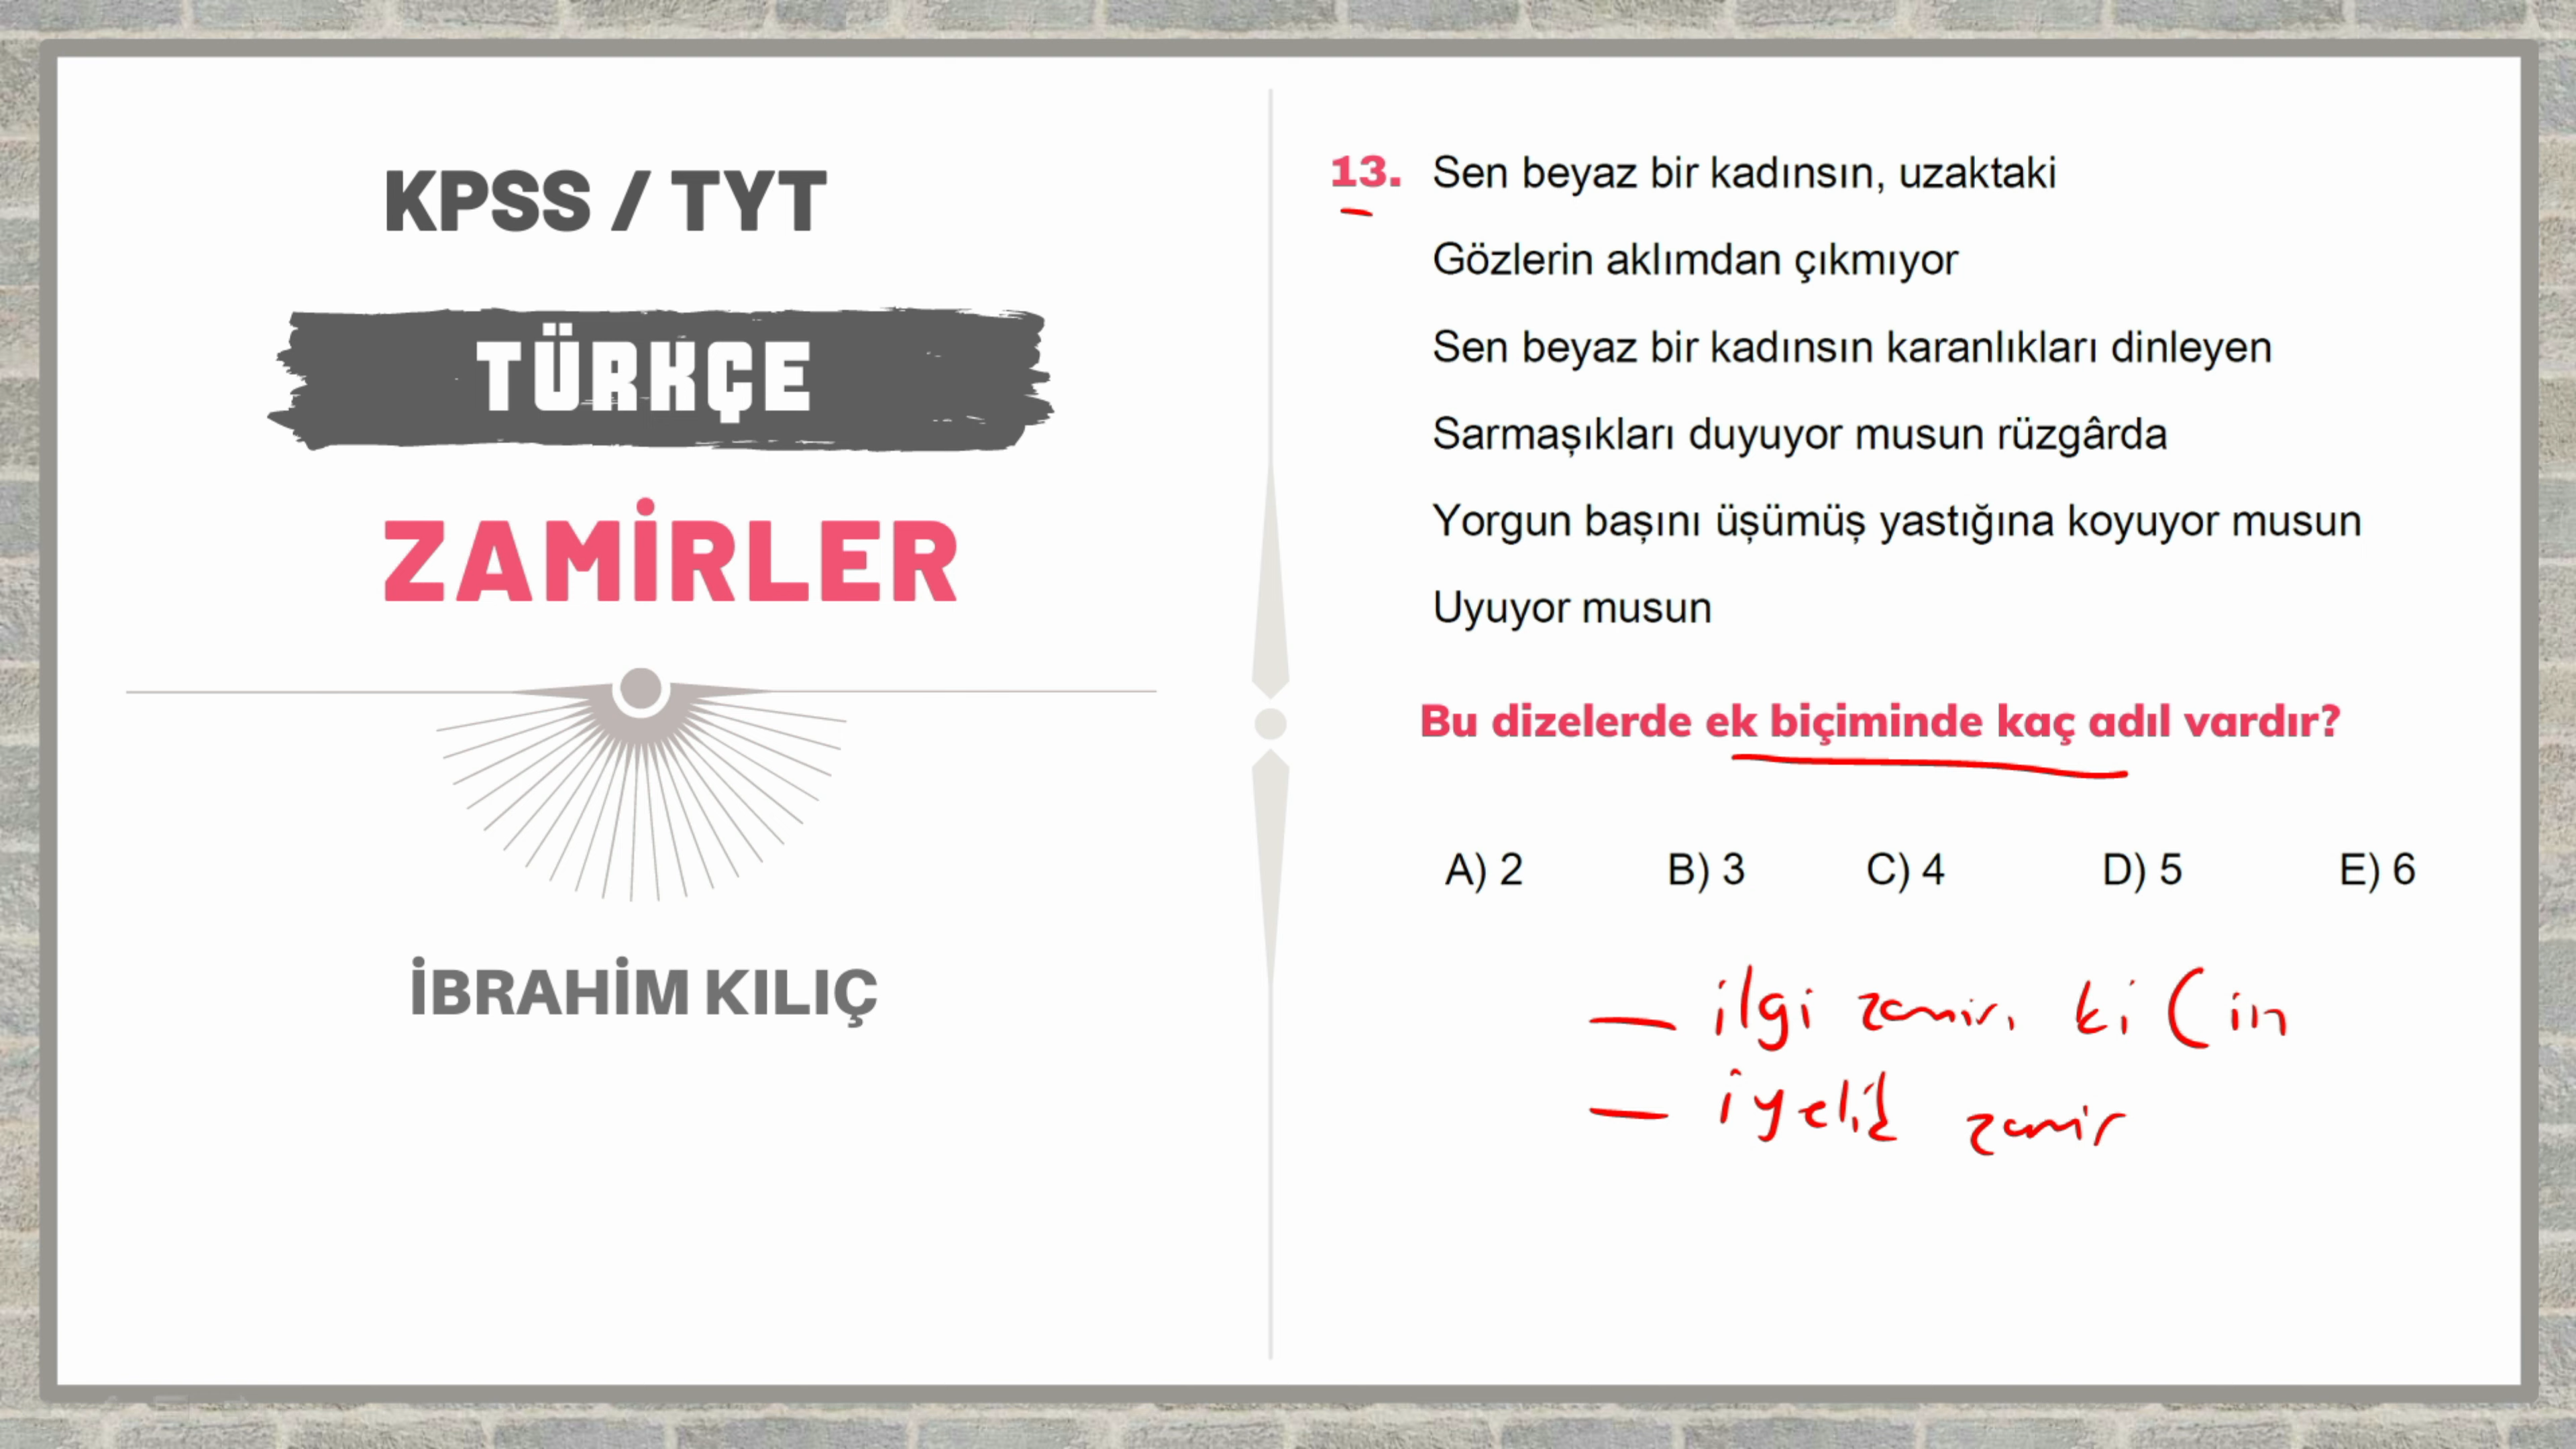 KPSS / TYT
TÜRKÇE
ZAMİRLER
İBRAHİM KILIÇ
13. Sen beyaz bir kadınsın, uzaktaki
Gözlerin aklımdan çıkmıyor
Sen beyaz bir kadınsın karanlıkları dinleyen
Sarmaşıkları duyuyor musun rüzgârda
Yorgun başını üşümüş yastığına koyuyor musun
Uyuyor musun
Bu dizelerde ek biçiminde kaç adıl vardır?
A) 2 B) 3 C) 4 D) 5 E) 6
— ilgi zamiri ki (in
— iyelik zamir